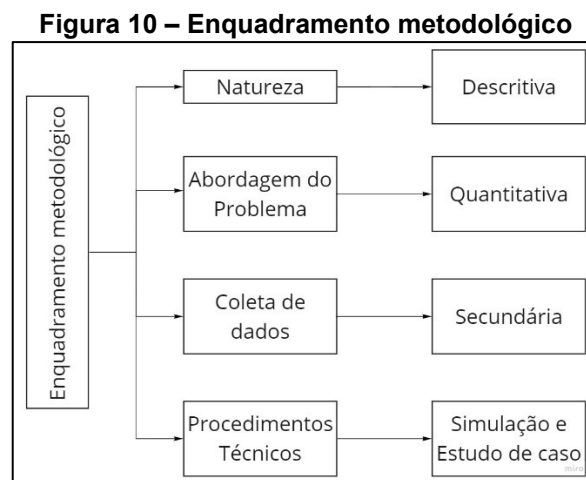 Figura 10 – Enquadramento metodológico
Enquadramento metodológico
Natureza
Descritiva
Abordagem do
Problema
Quantitativa
Coleta de
dados
Secundária
Procedimentos
Técnicos
Simulação e
Estudo de caso
miro